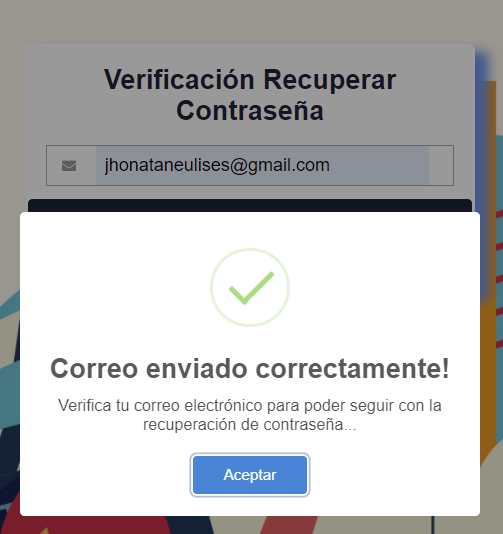 Verificación Recuperar
Contraseña
jhonataneulises@gmail.com
Correo enviado correctamente!
Verifica tu correo electrónico para poder seguir con la
recuperación de contraseña...
Aceptar